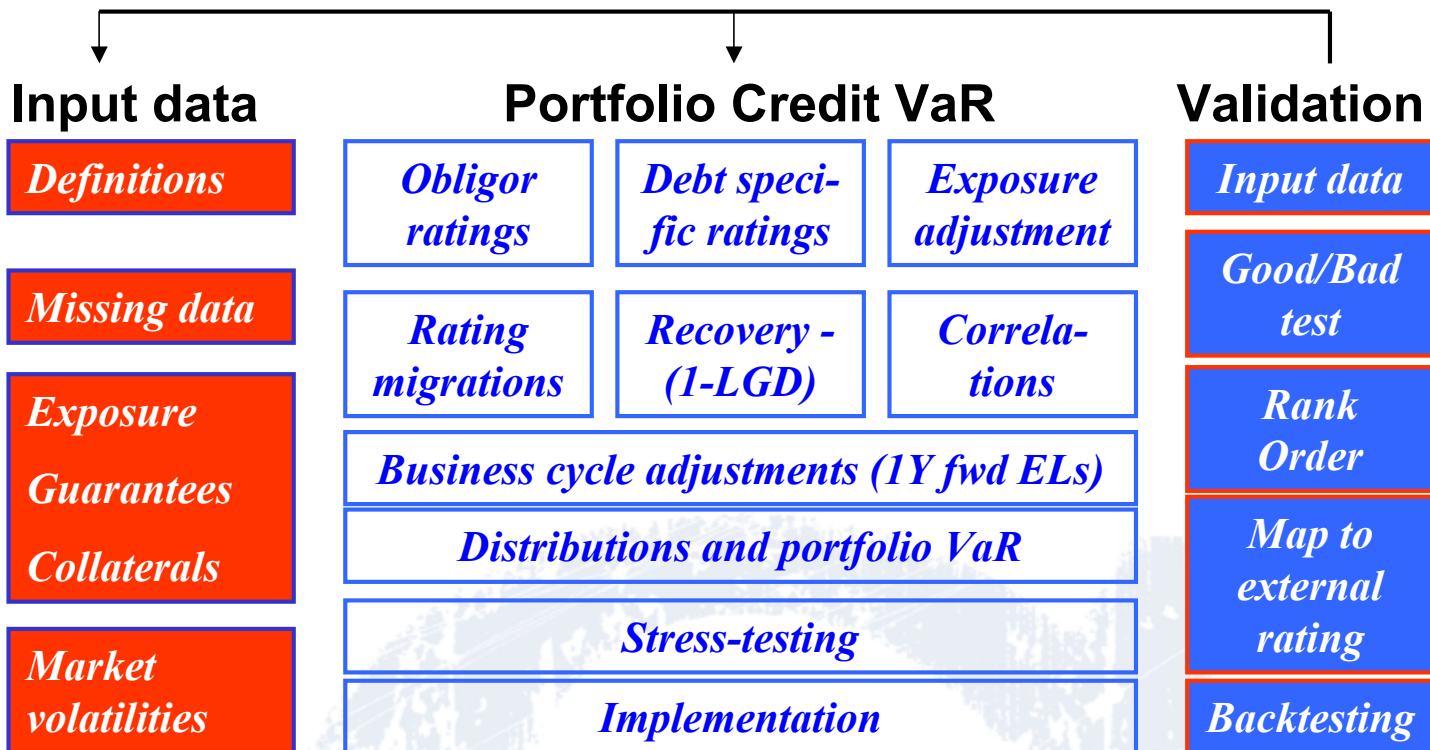 Input data
Portfolio Credit VaR
Validation
Definitions
Missing data
Exposure
Guarantees
Collaterals
Market
volatilities
Obligor
ratings
Debt speci-
fic ratings
Exposure
adjustment
Rating
migrations
Recovery -
(1-LGD)
Correla-
tions
Business cycle adjustments (1Y fwd ELs)
Distributions and portfolio VaR
Stress-testing
Implementation
Input data
Good/Bad
test
Rank
Order
Map to
external
rating
Backtesting